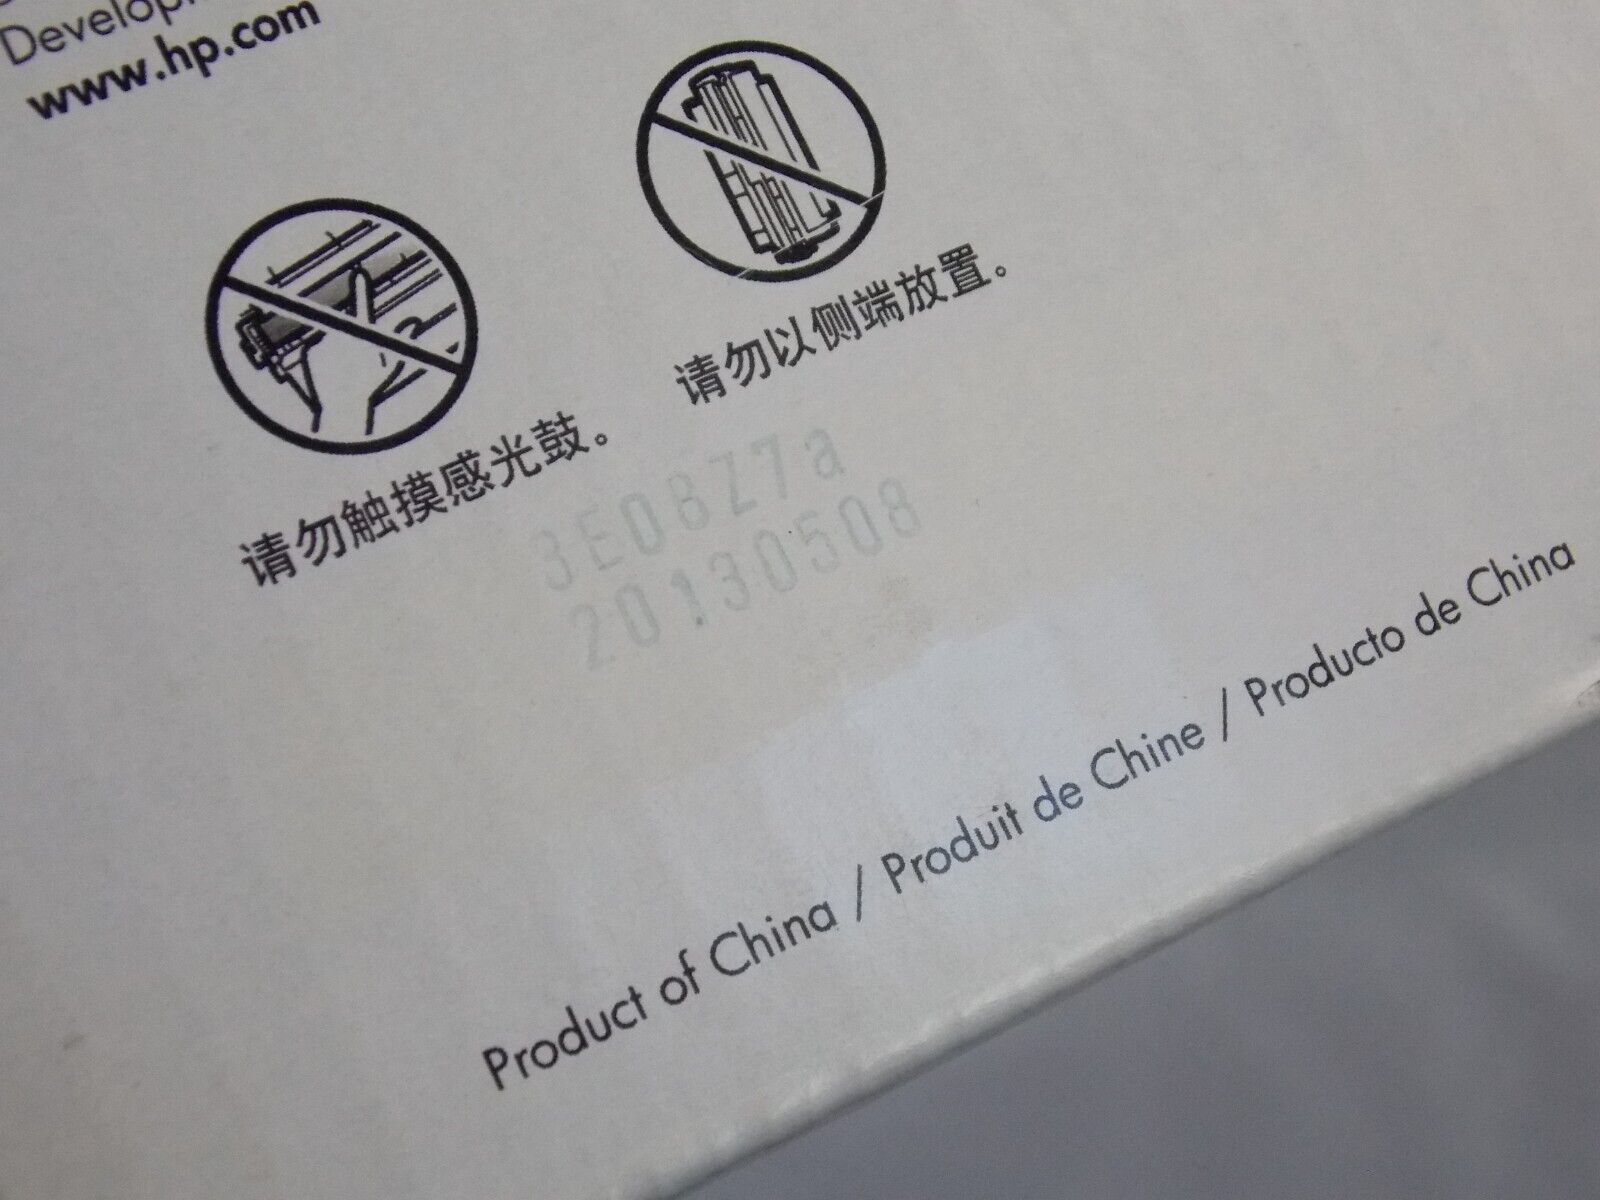 www.hp.com
请勿以侧端放置。
请勿触摸感光鼓。
3E08Z7a
20130508
Product of China / Produit de Chine / Producto de China